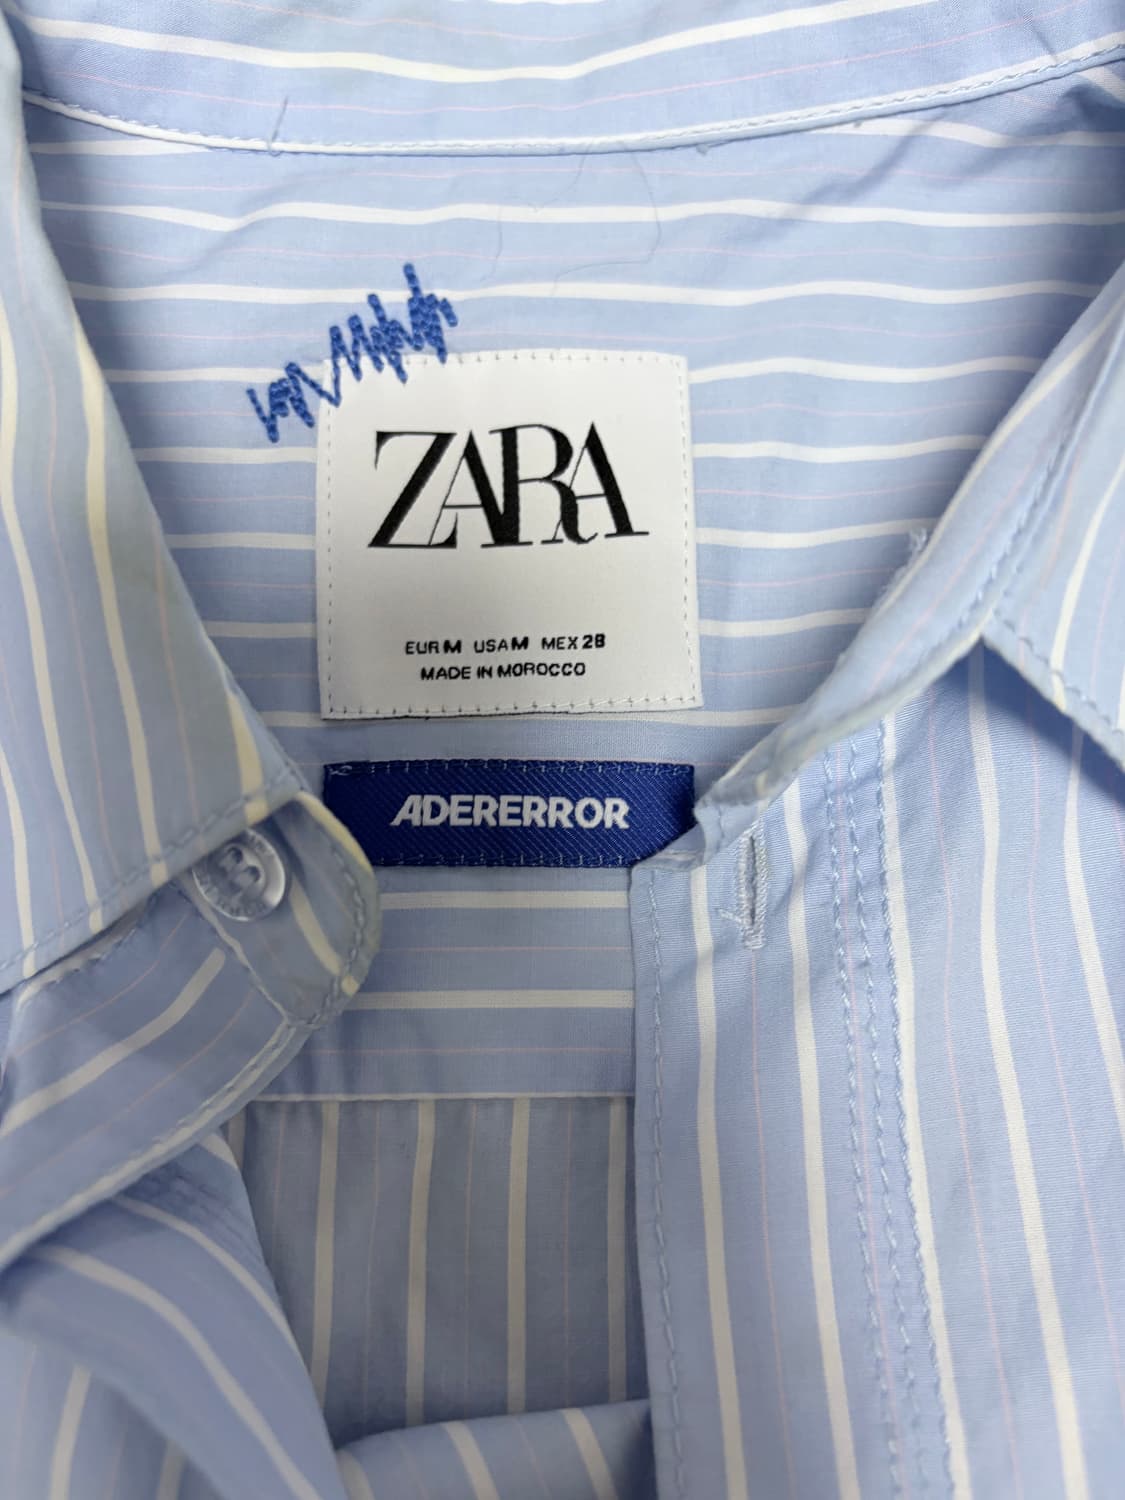 ZARA
EUR M USA M MEX 28
MADE IN MOROCCO
ADERERROR